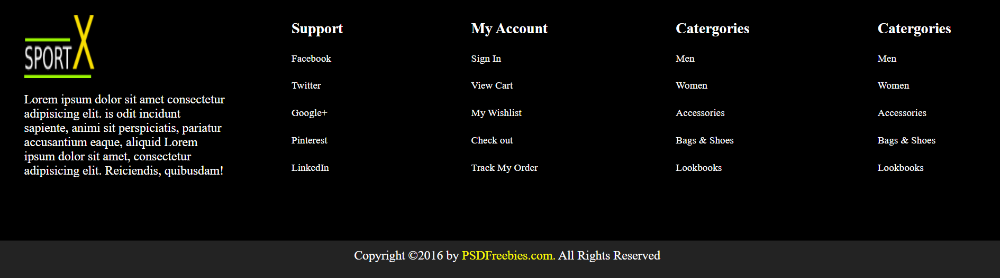 SPORTX
Lorem ipsum dolor sit amet consectetur
adipisicing elit. is odit incidunt
sapiente, animi sit perspiciatis, pariatur
accusantium eaque, aliquid Lorem
ipsum dolor sit amet, consectetur
adipisicing elit. Reiciendis, quibusdam!
Support
Facebook
Twitter
Google+
Pinterest
LinkedIn
My Account
Sign In
View Cart
My Wishlist
Check out
Track My Order
Catergories
Men
Women
Accessories
Bags & Shoes
Lookbooks
Catergories
Men
Women
Accessories
Bags & Shoes
Lookbooks
Copyright ©2016 by PSDFreebies.com. All Rights Reserved